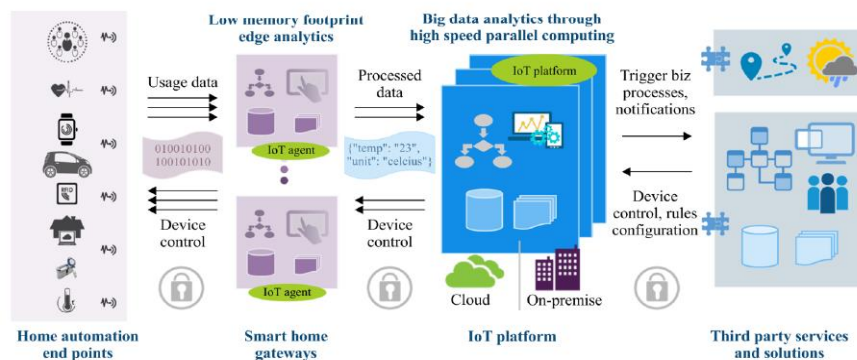 Low memory footprint
edge analytics
Big data analytics through
high speed parallel computing
Usage data
010010100
100101010
Device
control
IoT agent
IoT agent
Processed
data
{"temp": "23",
"unit": "celcius"}
Device
control
IoT platform
Cloud
On-premise
Trigger biz
processes,
notifications
Device
control, rules
configuration
Home automation
end points
Smart home
gateways
IoT platform
Third party services
and solutions